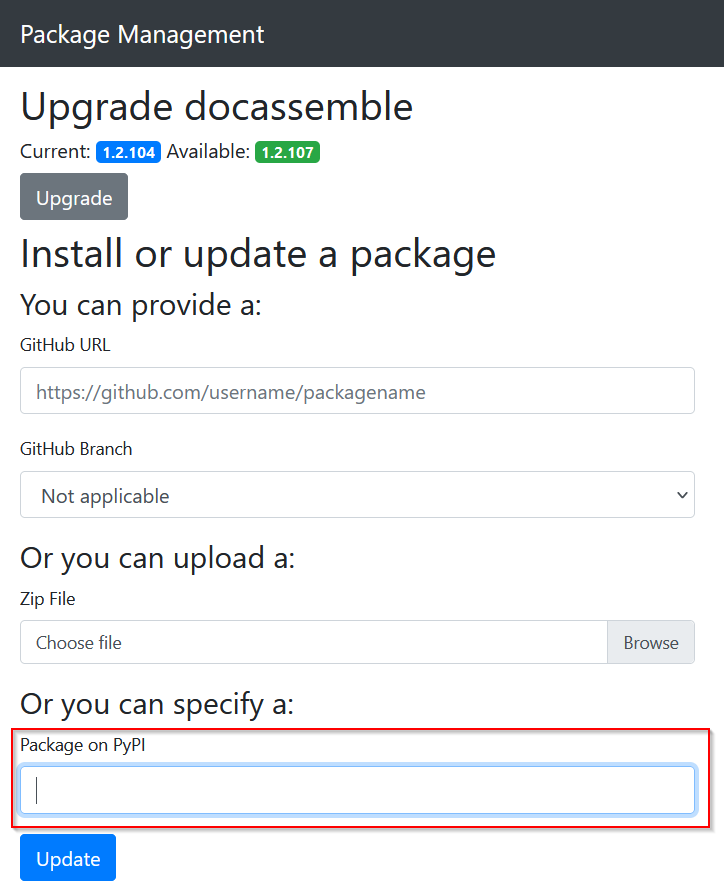 Package Management
Upgrade docassemble
Current: 1.2.104 Available: 1.2.107
Upgrade
Install or update a package
You can provide a:
GitHub URL
https://github.com/username/packagename
GitHub Branch
Not applicable
Or you can upload a:
Zip File
Choose file Browse
Or you can specify a:
Package on PyPI
Update